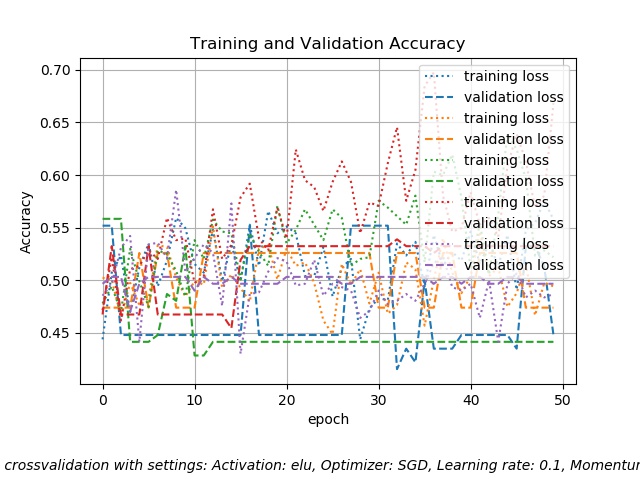 Training and Validation Accuracy
0.70
0.65
0.60
0.55
0.50
0.45
Accuracy
training loss
validation loss
training loss
validation loss
training loss
validation loss
training loss
validation loss
training loss
validation loss
0 10 20 30 40 50
epoch
crossvalidation with settings: Activation: elu, Optimizer: SGD, Learning rate: 0.1, Momentu